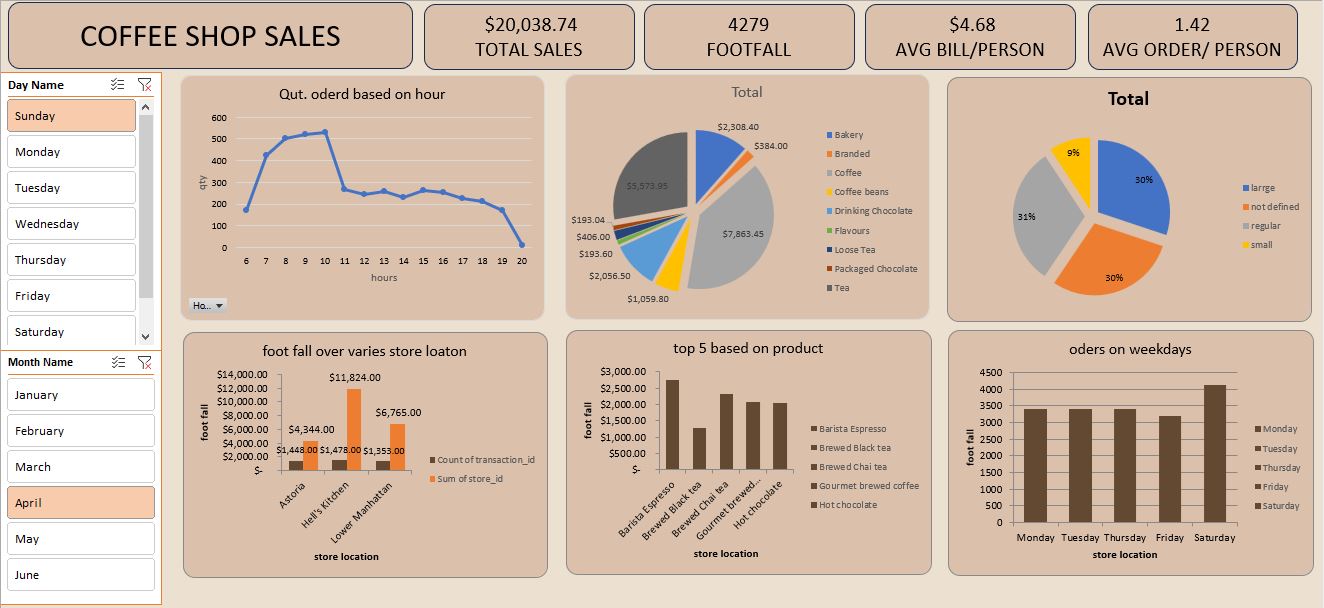 COFFEE SHOP SALES
$20,038.74
TOTAL SALES
4279
FOOTFALL
$4.68
AVG BILL/PERSON
1.42
AVG ORDER/ PERSON
Day Name
Sunday
Monday
Tuesday
Wednesday
Thursday
Friday
Saturday
Month Name
January
February
March
April
May
June
Qut. oderd based on hour
600
500
400
300
200
100
0
qty
6 7 8 9 10 11 12 13 14 15 16 17 18 19 20
hours
Ho...
Total
$2,308.40
$384.00
$7,863.45
$1,059.80
$2,056.50
$193.60
$406.00
$193.04
$5,573.95
Bakery
Branded
Coffee
Coffee beans
Drinking Chocolate
Flavours
Loose Tea
Packaged Chocolate
Tea
Total
30%
30%
31%
9%
larrge
not defined
regular
small
foot fall over varies store loaton
$14,000.00
$12,000.00
$10,000.00
$8,000.00
$6,000.00
$4,000.00
$2,000.00
$-
foot fall
$4,344.00
$11,824.00
$6,765.00
$1,448.00
$1,478.00
$1,353.00
Astoria
Hell's Kitchen
Lower Manhattan
store location
Count of transaction_id
Sum of store_id
top 5 based on product
$3,000.00
$2,500.00
$2,000.00
$1,500.00
$1,000.00
$500.00
$-
foot fall
Barista Espresso
Brewed Black tea
Brewed Chai tea
Gourmet brewed...
Hot chocolate
store location
Barista Espresso
Brewed Black tea
Brewed Chai tea
Gourmet brewed coffee
Hot chocolate
oders on weekdays
4500
4000
3500
3000
2500
2000
1500
1000
500
0
foot fall
Monday Tuesday Thursday Friday Saturday
store location
Monday
Tuesday
Thursday
Friday
Saturday